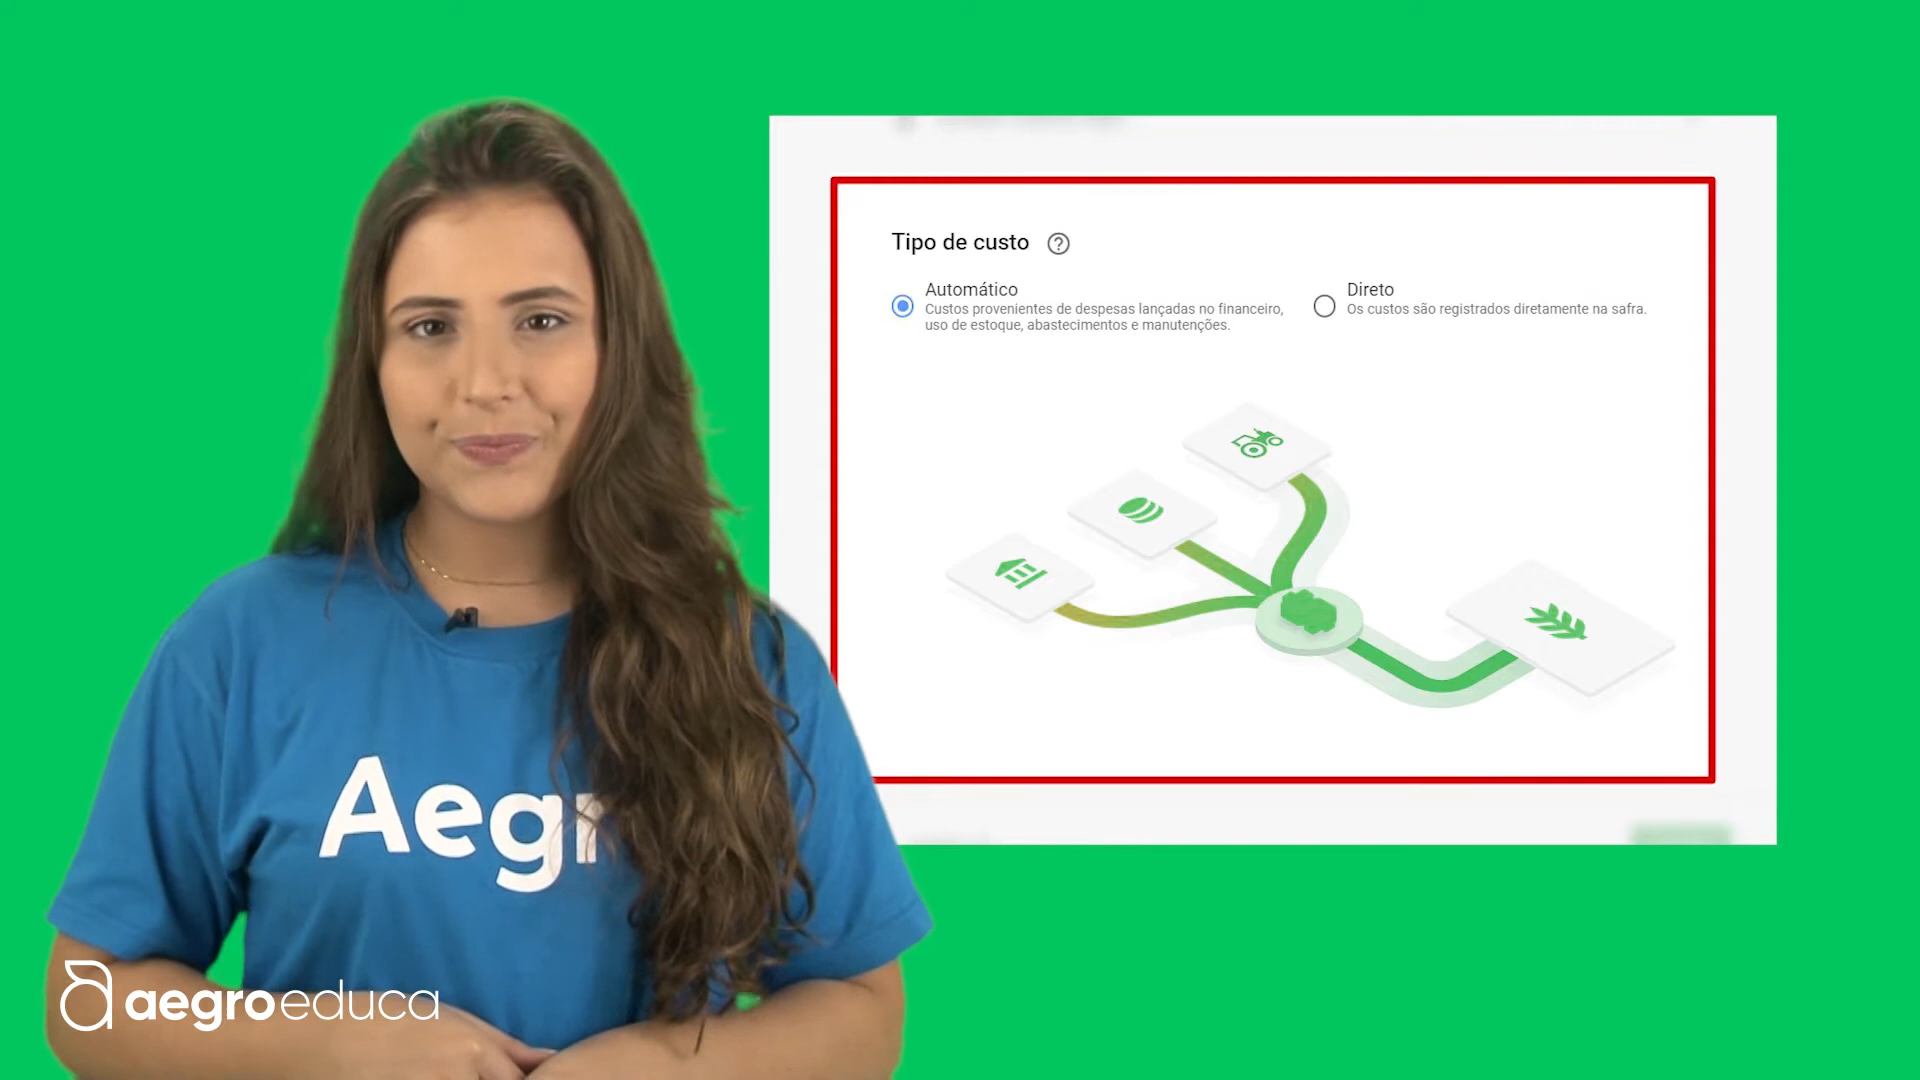 Tipo de custo
Automático
Custos provenientes de despesas lançadas no financeiro,
uso de estoque, abastecimentos e manutenções.
Direto
Os custos são registrados diretamente na safra.
Aegr
aegroeduca